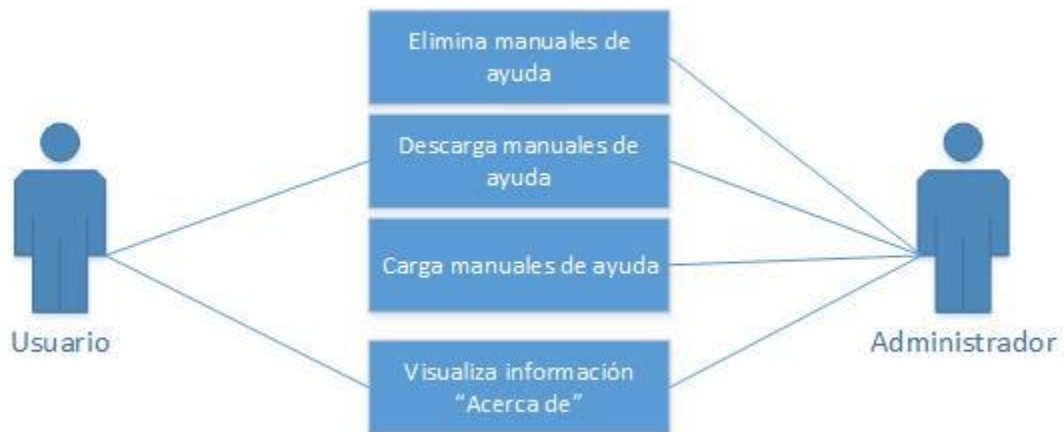 Elimina manuales de
ayuda
Descarga manuales de
ayuda
Carga manuales de ayuda
Usuario
Administrador
Visualiza información
“Acerca de”